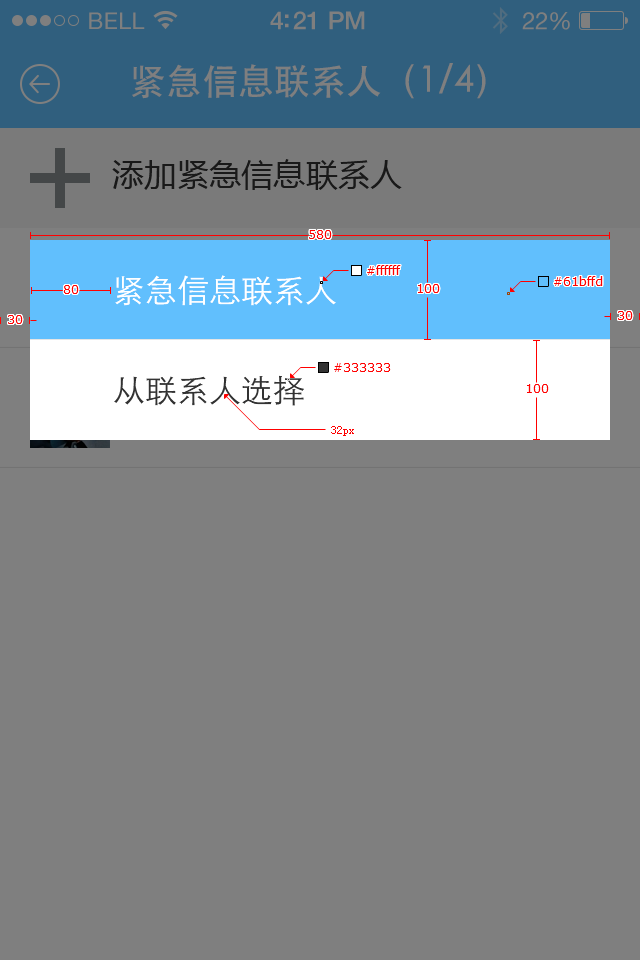 BELL 4:21 PM 22%
紧急信息联系人（1/4）
添加紧急信息联系人
580
#ffffff
80
紧急信息联系人
100
#61bffd
30
30
#333333
从联系人选择
100
32px